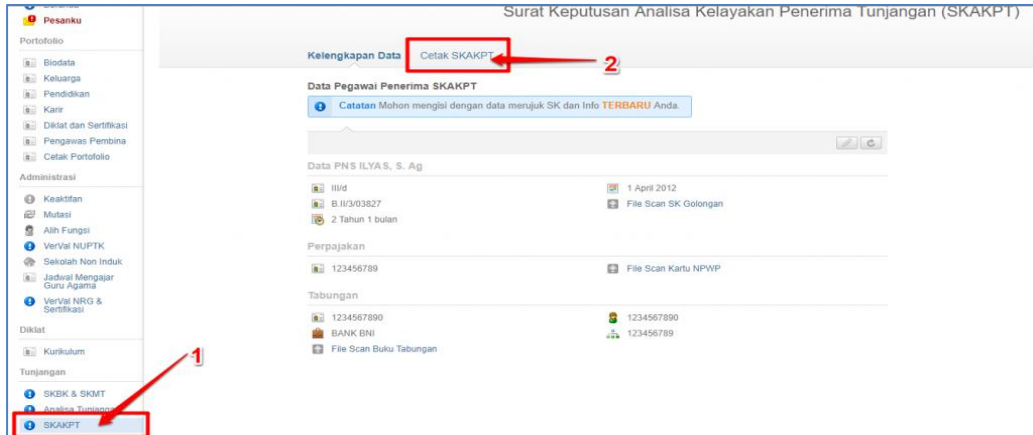 Pesanku
Portofolio
Biodata
Keluarga
Pendidikan
Karir
Diklat dan Sertifikasi
Pengawas Pembina
Cetak Portofolio
Administrasi
Keaktifan
Mutasi
Alih Fungsi
VerVal NUPTK
Sekolah Non Induk
Jadwal Mengajar
Guru Agama
VerVal NRG &
Sertifikasi
Diklat
Kurikulum
Tunjangan
SKBK & SKMT
Analisa Tunjangan
SKAKPT
1
Surat Keputusan Analisa Kelayakan Penerima Tunjangan (SKAKPT)
Kelengkapan Data Cetak SKAKPT
2
Data Pegawai Penerima SKAKPT
Catatan Mohon mengisi dengan data merujuk SK dan Info TERBARU Anda.
Data PNS ILYAS, S. Ag
III/d 1 April 2012
B.II/3/03827 File Scan SK Golongan
2 Tahun 1 bulan
Perpajakan
123456789 File Scan Kartu NPWP
Tabungan
1234567890 1234567890
BANK BNI 123456789
File Scan Buku Tabungan